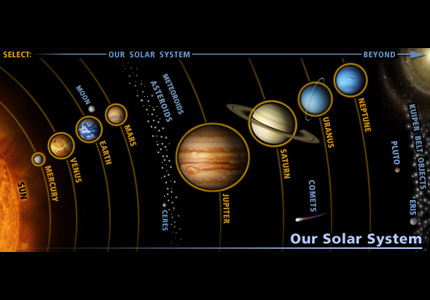 SELECT:
OUR SOLAR SYSTEM
BEYOND
SUN
MERCURY
VENUS
MOON
EARTH
MARS
METEOROIDS
ASTEROIDS
CERES
JUPITER
SATURN
COMETS
URANUS
NEPTUNE
PLUTO
KUIPER BELT OBJECTS
ERIS
Our Solar System